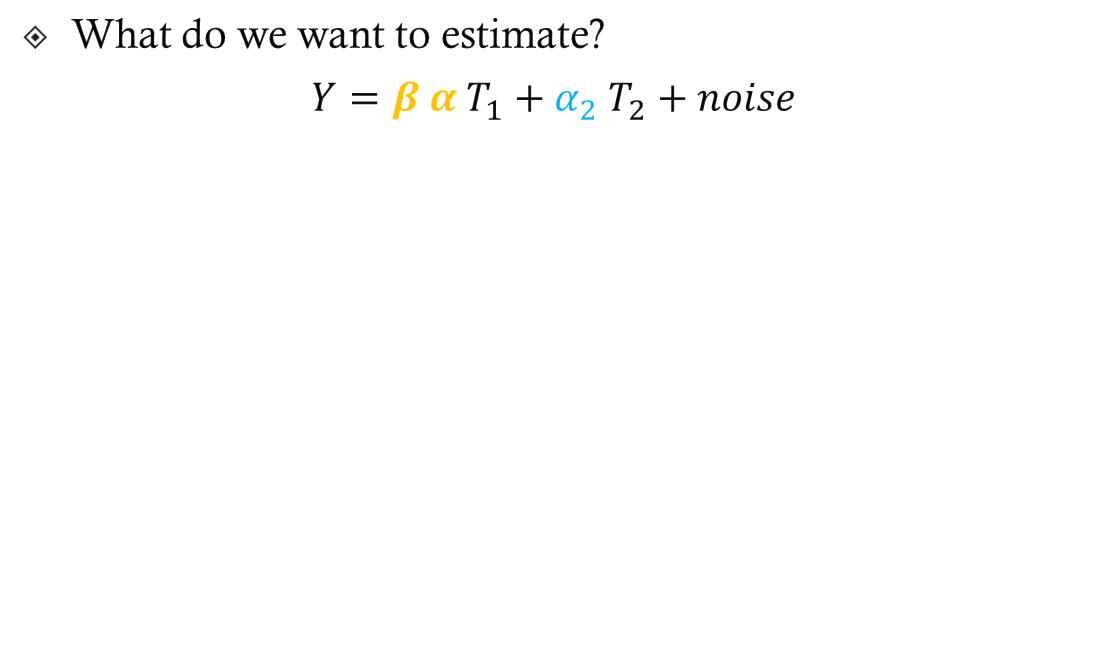 What do we want to estimate?
Y = β α T₁ + α₂ T₂ + noise